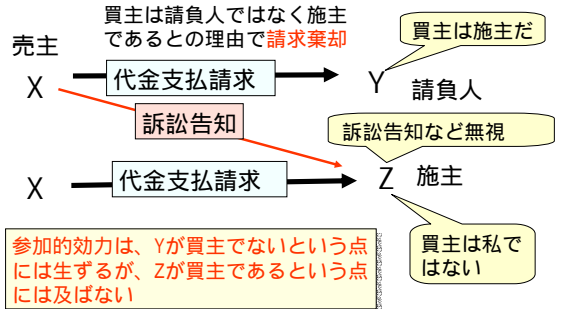 買主は請負人ではなく施主
であるとの理由で請求棄却
買主は施主だ
売主
X
代金支払請求
Y
請負人
訴訟告知
訴訟告知など無視
X
代金支払請求
Z
施主
参加的効力は、Yが買主でないという点
には生ずるが、Zが買主であるという点
には及ばない
買主は私で
はない